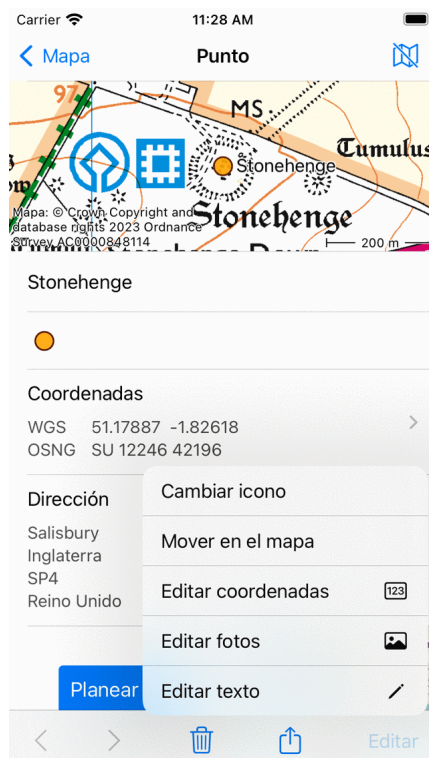 Carrier
11:28 AM
Mapa
Punto
97
MS
Tumulus
Stonehenge
Stonehenge
Mapa: © Crown Copyright and
database rights 2023 Ordnance
Survey AC0000848114
200 m
Stonehenge Down
Stonehenge
Coordenadas
WGS 51.17887 -1.82618
OSNG SU 12246 42196
Dirección
Salisbury
Inglaterra
SP4
Reino Unido
Cambiar icono
Mover en el mapa
Editar coordenadas 123
Editar fotos
Editar texto
Planear
Editar